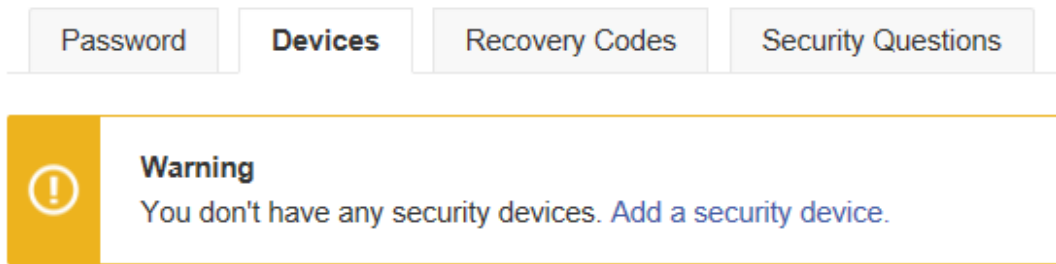 Password Devices Recovery Codes Security Questions
Warning
You don't have any security devices. Add a security device.